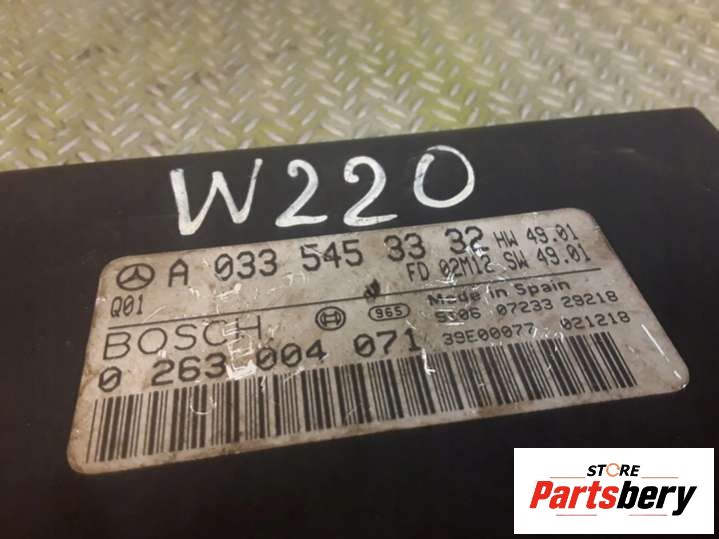 W220
A 033 545 33 32 HW 49.01
Q01 FD 02M12 SW 49.01
BOSCH 965 Made in Spain
ST06 07233 29218
0 263 004 071 39E00077 021218
STORE
Partsbery